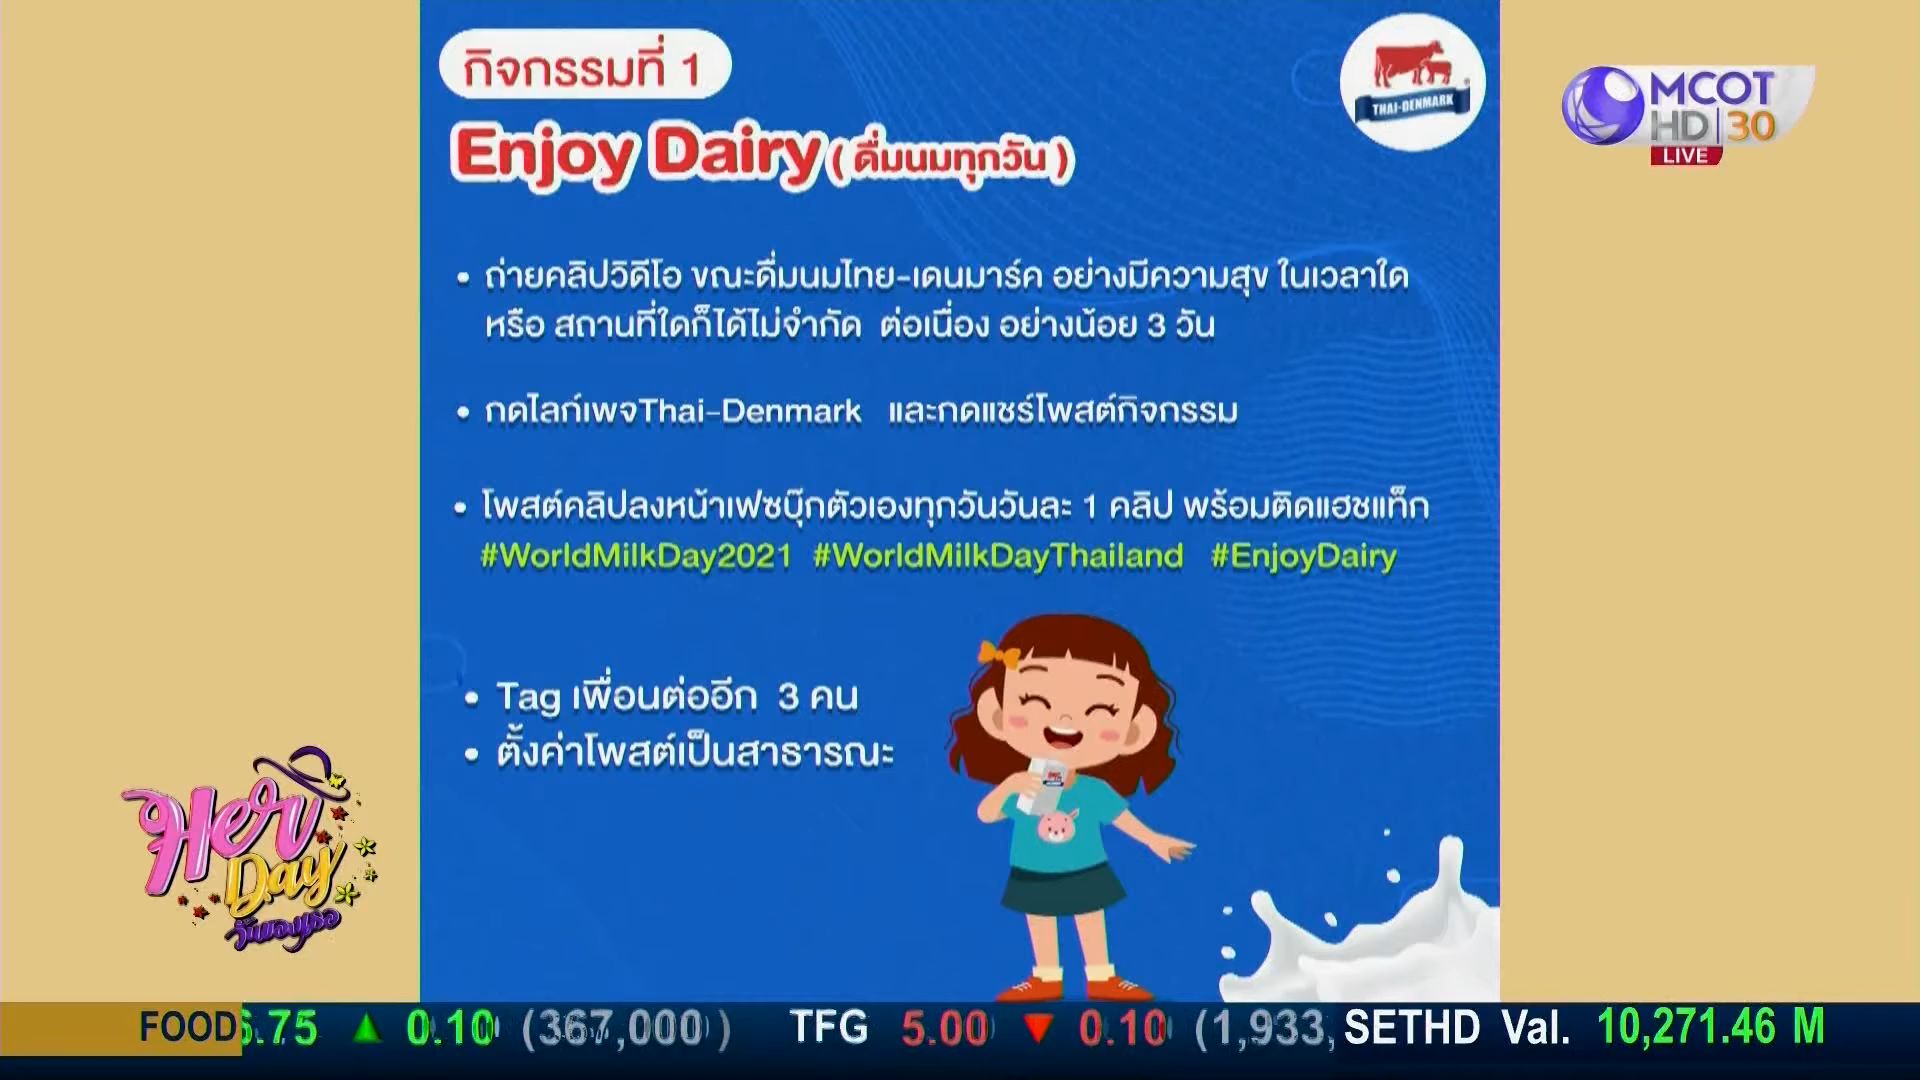 กิจกรรมที่ 1
Enjoy Dairy ( ดื่มนมทุกวัน )
THAI-DENMARK
MCOT
HD 30
LIVE
• ถ่ายคลิปวิดีโอ ขณะดื่มนมไทย-เดนมาร์ค อย่างมีความสุข ในเวลาใด
หรือ สถานที่ใดก็ได้ไม่จำกัด ต่อเนื่อง อย่างน้อย 3 วัน
• กดไลก์เพจThai-Denmark และกดแชร์โพสต์กิจกรรม
• โพสต์คลิปลงหน้าเฟซบุ๊กตัวเองทุกวันวันละ 1 คลิป พร้อมติดแฮชแท็ก
#WorldMilkDay2021 #WorldMilkDayThailand #EnjoyDairy
• Tag เพื่อนต่ออีก 3 คน
• ตั้งค่าโพสต์เป็นสาธารณะ
Her
Day
วันของเธอ
FOOD 6.75 ▲ 0.10 (367,000) TFG 5.00 ▼ 0.10 (1,933, SETHD Val. 10,271.46 M